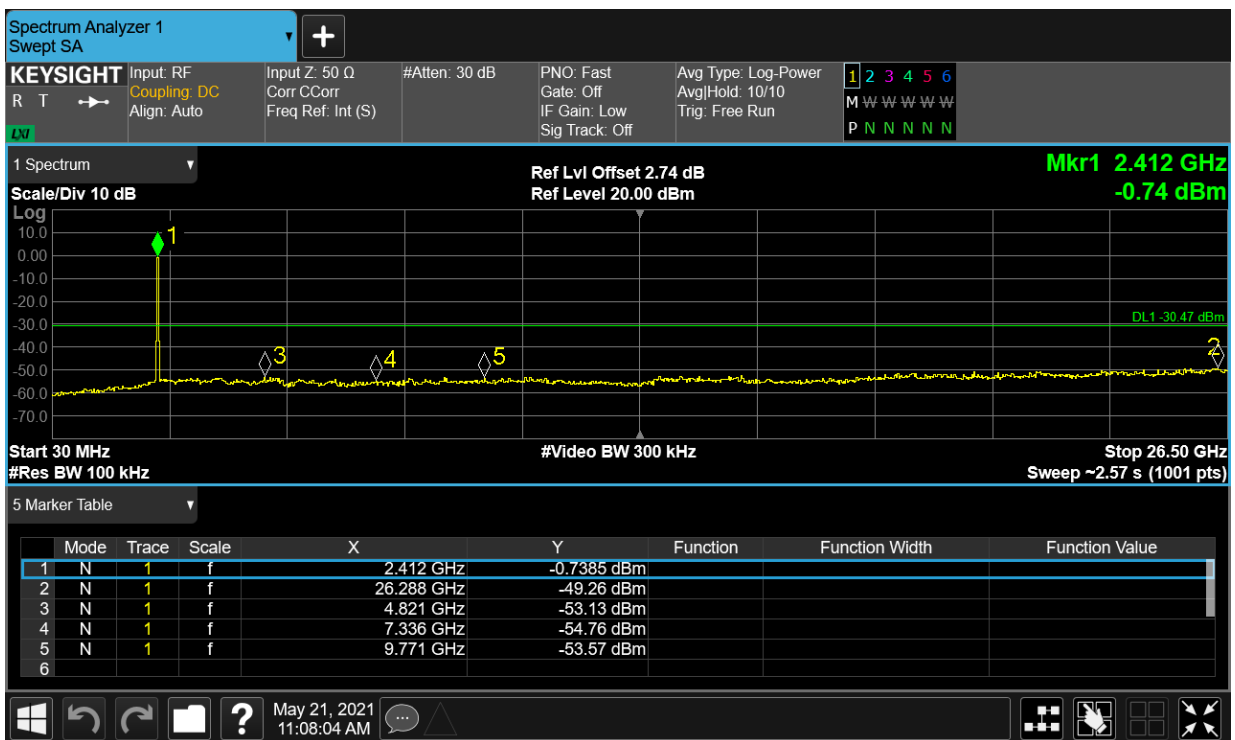 Spectrum Analyzer 1
Swept SA
+
KEYSIGHT
R T
LXI
Input: RF
Coupling: DC
Align: Auto
Input Z: 50 Ω
Corr CCorr
Freq Ref: Int (S)
#Atten: 30 dB
PNO: Fast
Gate: Off
IF Gain: Low
Sig Track: Off
Avg Type: Log-Power
Avg|Hold: 10/10
Trig: Free Run
1 2 3 4 5 6
M W W W W W
P N N N N N
1 Spectrum
Scale/Div 10 dB
Ref Lvl Offset 2.74 dB
Ref Level 20.00 dBm
Mkr1 2.412 GHz
-0.74 dBm
Log
10.0
0.00
-10.0
-20.0
-30.0
-40.0
-50.0
-60.0
-70.0
1
3
4
5
2
DL1 -30.47 dBm
Start 30 MHz
#Res BW 100 kHz
#Video BW 300 kHz
Stop 26.50 GHz
Sweep ~2.57 s (1001 pts)
5 Marker Table
Mode Trace Scale X Y Function Function Width Function Value
1 N 1 f 2.412 GHz -0.7385 dBm
2 N 1 f 26.288 GHz -49.26 dBm
3 N 1 f 4.821 GHz -53.13 dBm
4 N 1 f 7.336 GHz -54.76 dBm
5 N 1 f 9.771 GHz -53.57 dBm
6
?
May 21, 2021
11:08:04 AM